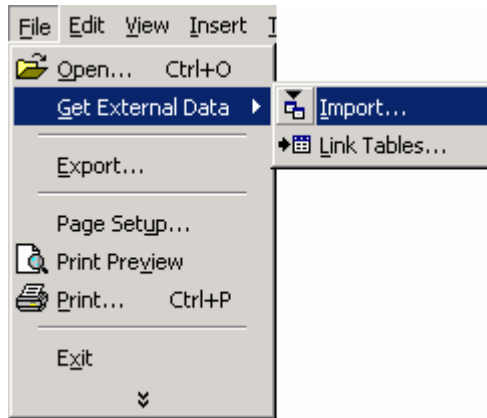 File Edit View Insert
Open... Ctrl+O
Get External Data
Import...
Link Tables...
Export...
Page Setup...
Print Preview
Print... Ctrl+P
Exit